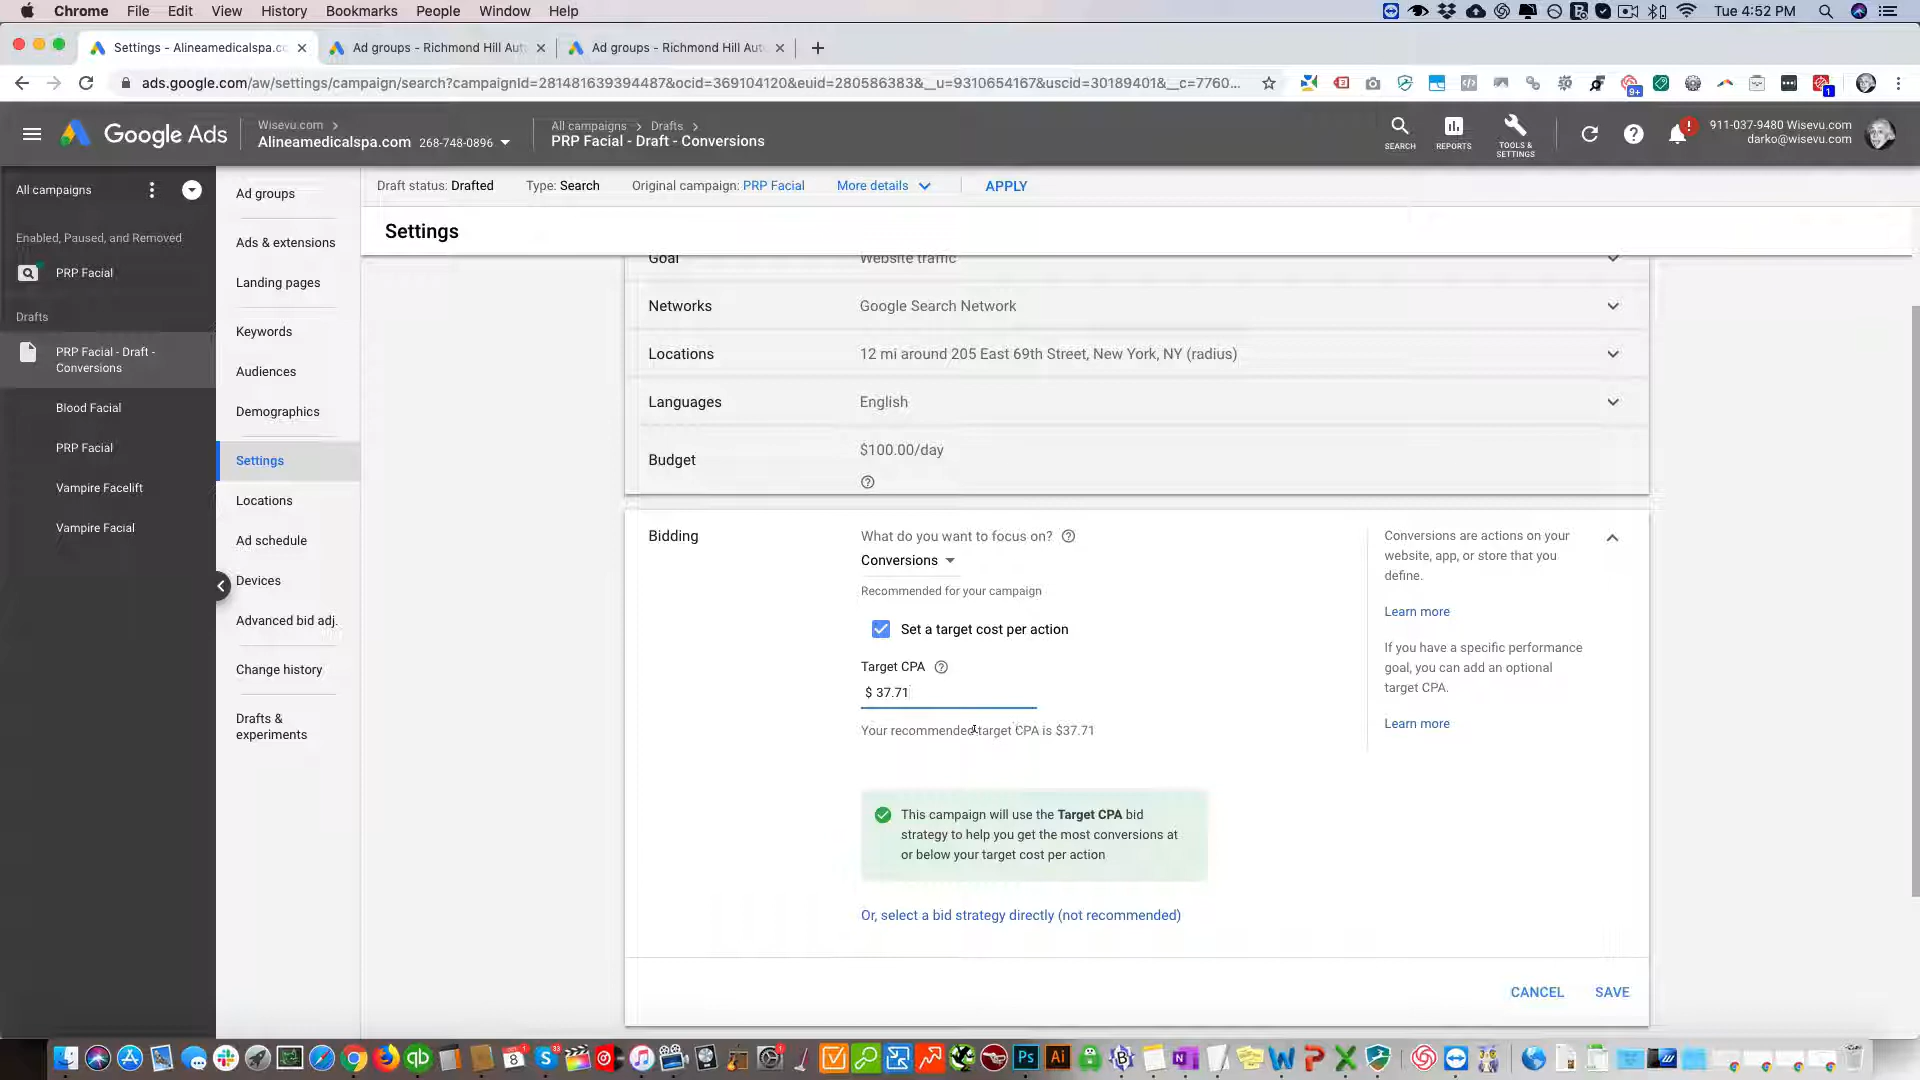 Chrome File Edit View History Bookmarks People Window Help
Tue 4:52 PM
Settings - Alineamedicalspa.co
Ad groups - Richmond Hill Aut
Ad groups - Richmond Hill Aut
ads.google.com/aw/settings/campaign/search?campaignId=281481639394487&ocid=369104120&euid=280586383&__u=9310654167&uscid=30189401&__c=7760...
9+
1
Google Ads
Wisevu.com
Alineamedicalspa.com 268-748-0896
All campaigns Drafts
PRP Facial - Draft - Conversions
SEARCH
REPORTS
TOOLS &
SETTINGS
!
911-037-9480 Wisevu.com
darko@wisevu.com
All campaigns
Enabled, Paused, and Removed
PRP Facial
Drafts
PRP Facial - Draft -
Conversions
Blood Facial
PRP Facial
Vampire Facelift
Vampire Facial
Ad groups
Ads & extensions
Landing pages
Keywords
Audiences
Demographics
Settings
Locations
Ad schedule
Devices
Advanced bid adj.
Change history
Drafts &
experiments
Draft status: Drafted Type: Search Original campaign: PRP Facial More details APPLY
Settings
Goal Website traffic
Networks Google Search Network
Locations 12 mi around 205 East 69th Street, New York, NY (radius)
Languages English
Budget $100.00/day
Bidding
What do you want to focus on?
Conversions
Recommended for your campaign
Set a target cost per action
Target CPA
$ 37.71
Your recommended target CPA is $37.71
This campaign will use the Target CPA bid
strategy to help you get the most conversions at
or below your target cost per action
Or, select a bid strategy directly (not recommended)
Conversions are actions on your
website, app, or store that you
define.
Learn more
If you have a specific performance
goal, you can add an optional
target CPA.
Learn more
CANCEL SAVE
qb
8
Ps
Ai